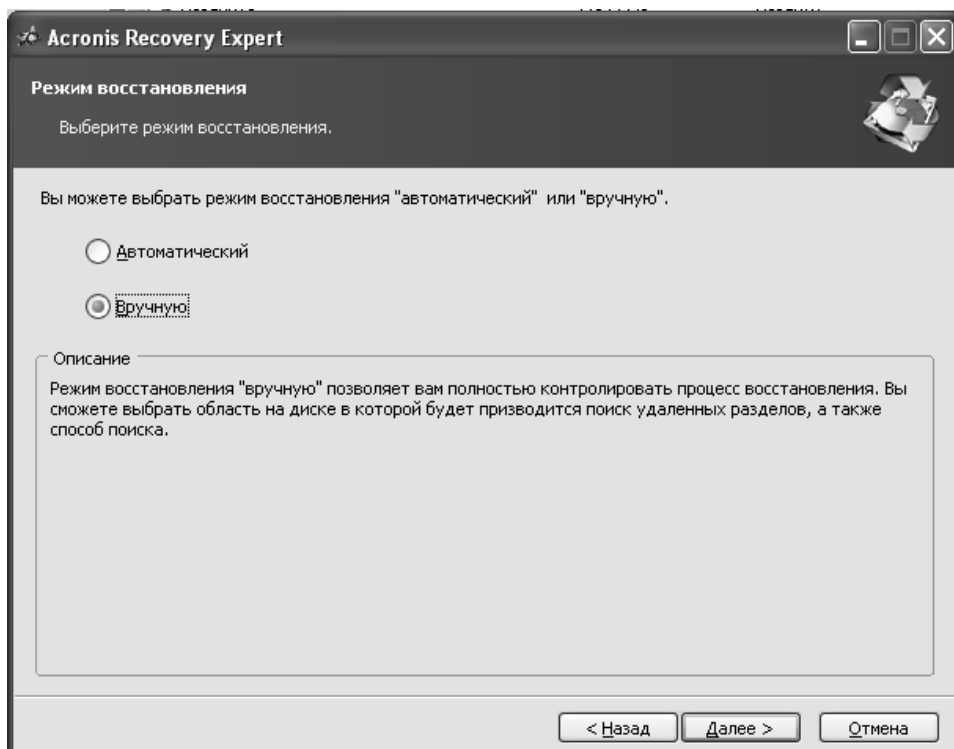 Acronis Recovery Expert
Режим восстановления
Выберите режим восстановления.
Вы можете выбрать режим восстановления "автоматический" или "вручную".
Автоматический
Вручную
Описание
Режим восстановления "вручную" позволяет вам полностью контролировать процесс восстановления. Вы
сможете выбрать область на диске в которой будет призводится поиск удаленных разделов, а также
способ поиска.
< Назад Далее > Отмена